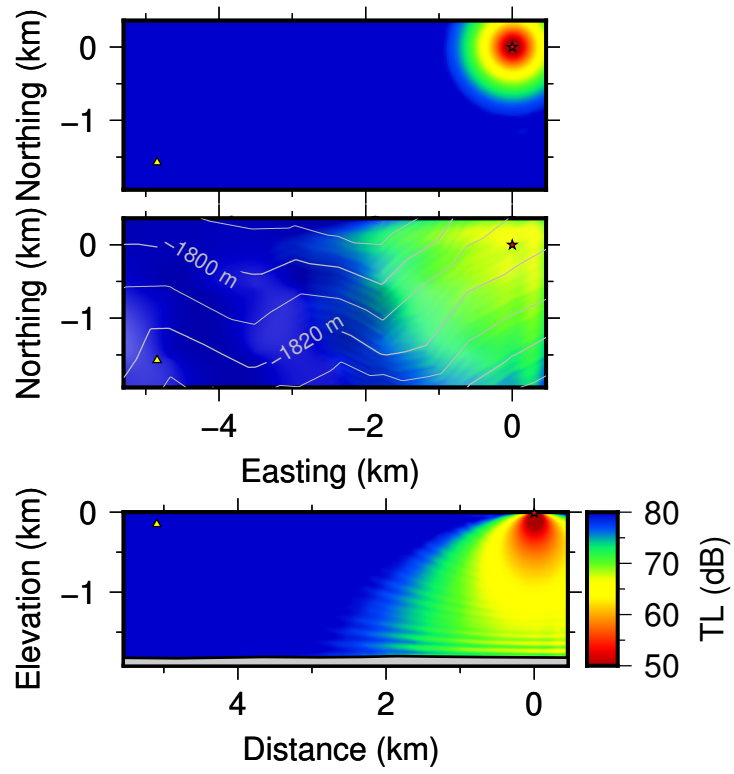 Northing (km)
0
−1
Northing (km)
0
−1
−1800 m
−1820 m
−4
−2
0
Easting (km)
Elevation (km)
0
−1
4
2
0
Distance (km)
80
70
60
50
TL (dB)